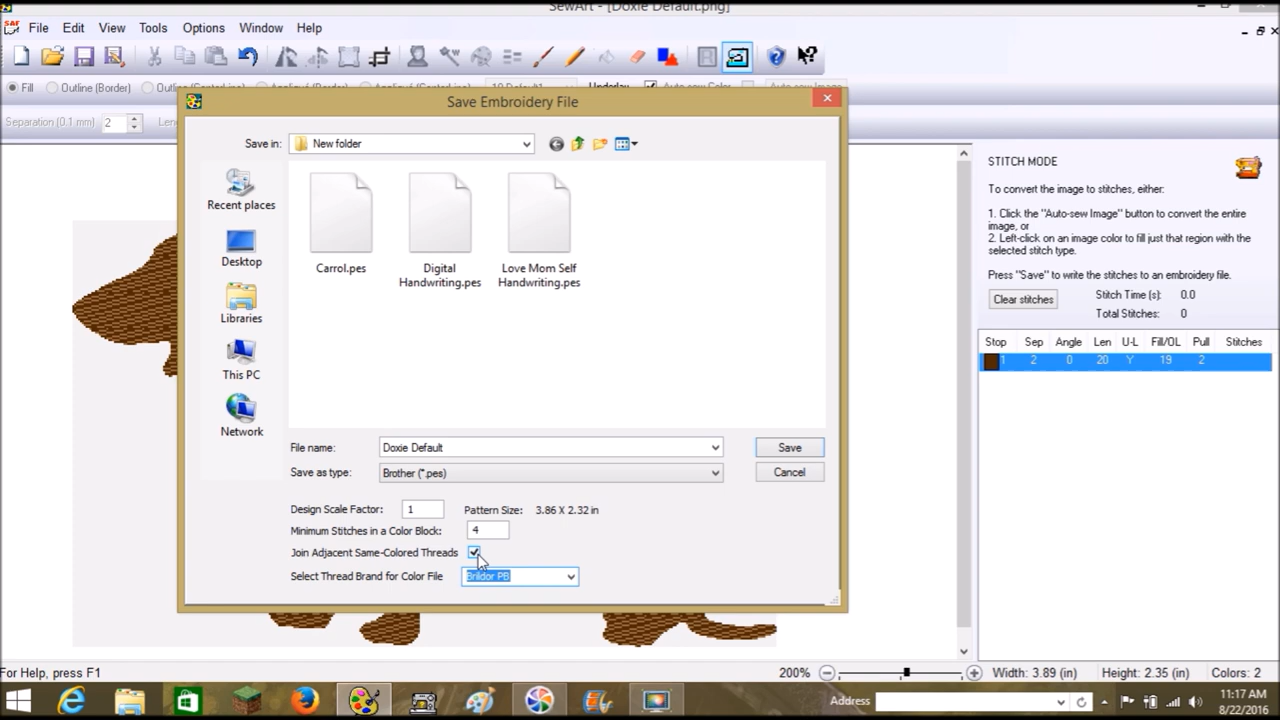 SewArt - [Doxie Default.png]
File Edit View Tools Options Window Help
Fill Outline (Border)
Separation (0.1 mm) 2
Save Embroidery File
Save in: New folder
Recent places
Desktop
Libraries
This PC
Network
Carrol.pes
Digital Handwriting.pes
Love Mom Self Handwriting.pes
File name: Doxie Default Save
Save as type: Brother (*.pes) Cancel
Design Scale Factor: 1 Pattern Size: 3.86 X 2.32 in
Minimum Stitches in a Color Block: 4
Join Adjacent Same-Colored Threads
Select Thread Brand for Color File Brildor PB
STITCH MODE
To convert the image to stitches, either:
1. Click the "Auto-sew Image" button to convert the entire
image, or
2. Left-click on an image color to fill just that region with the
selected stitch type.
Press "Save" to write the stitches to an embroidery file.
Clear stitches Stitch Time (s): 0.0
Total Stitches: 0
Stop Sep Angle Len U-L Fill/OL Pull Stitches
1 2 0 20 Y 19 2
For Help, press F1 200% Width: 3.89 (in) Height: 2.35 (in) Colors: 2
Address
11:17 AM
8/22/2016